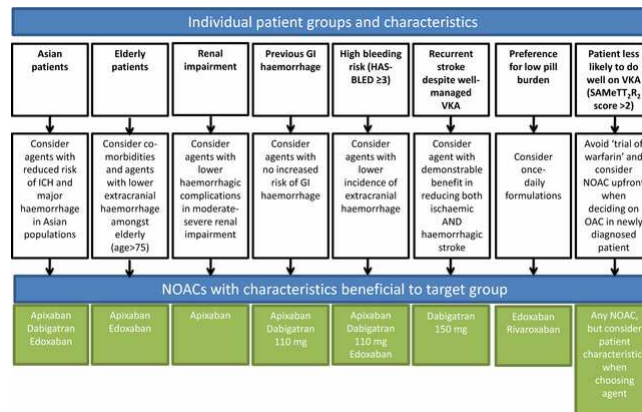 Individual patient groups and characteristics
Asian
patients
Elderly
patients
Renal
impairment
Previous GI
haemorrhage
High bleeding
risk (HAS-
BLED ≥3)
Recurrent
stroke
despite well-
managed
VKA
Preference
for low pill
burden
Patient less
likely to do
well on VKA
(SAMeTT₂R₂
score >2)
Consider
agents with
reduced risk
of ICH and
major
haemorrhage
in Asian
populations
Consider co-
morbidities
and agents
with lower
extracranial
haemorrhage
amongst
elderly
(age>75)
Consider
agents with
lower
haemorrhagic
complications
in moderate-
severe renal
impairment
Consider
agents with no
increased
risk of GI
haemorrhage
Consider
agents with
lower
incidence of
extracranial
haemorrhage
Consider
agent with
demonstrable
benefit in
reducing both
ischaemic
AND
haemorrhagic
stroke
Consider
once-
daily
formulations
Avoid 'trial of
warfarin' and
consider
NOAC upfront
when
deciding on
OAC in newly
diagnosed
patient
NOACs with characteristics beneficial to target group
Apixaban
Dabigatran
Edoxaban
Apixaban
Edoxaban
Apixaban
Apixaban
Dabigatran
110 mg
Apixaban
Dabigatran
110 mg
Edoxaban
Dabigatran
150 mg
Edoxaban
Rivaroxaban
Any NOAC,
but consider
patient
characteristic
when
choosing
agent